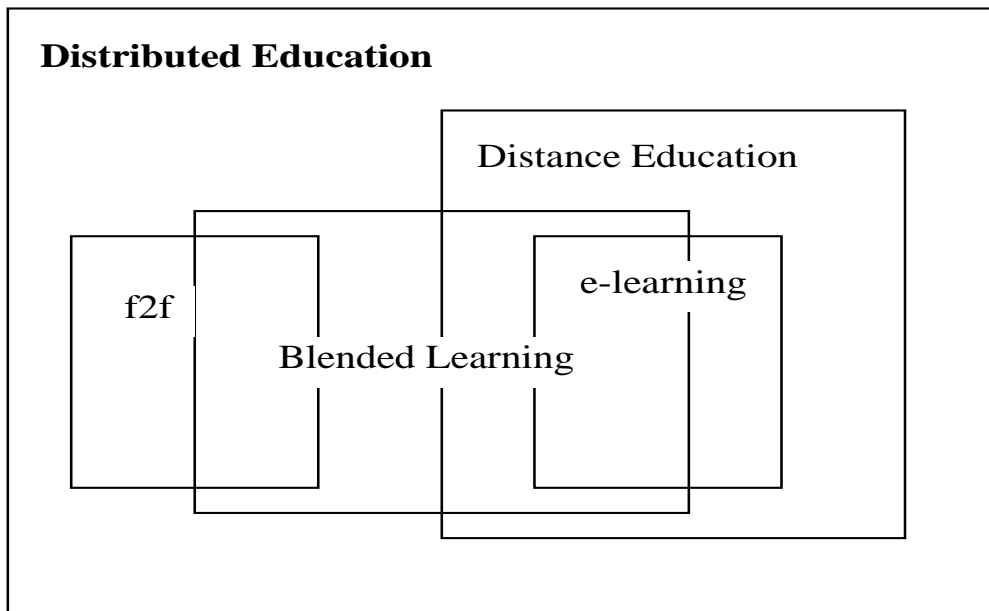 Distributed Education
Distance Education
e-learning
f2f
Blended Learning